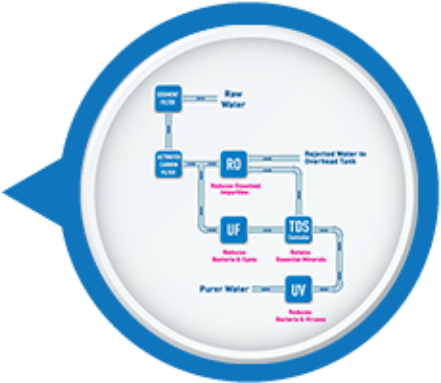 SEDIMENT
FILTER
Raw
Water
ACTIVATED
CARBON
FILTER
RO
Rejected Water to
Overhead Tank
Reduces Dissolved
Impurities
UF
TDS
Controller
Reduces
Bacteria & Cysts
Retains
Essential Minerals
Purer Water
UV
Reduces
Bacteria & Viruses